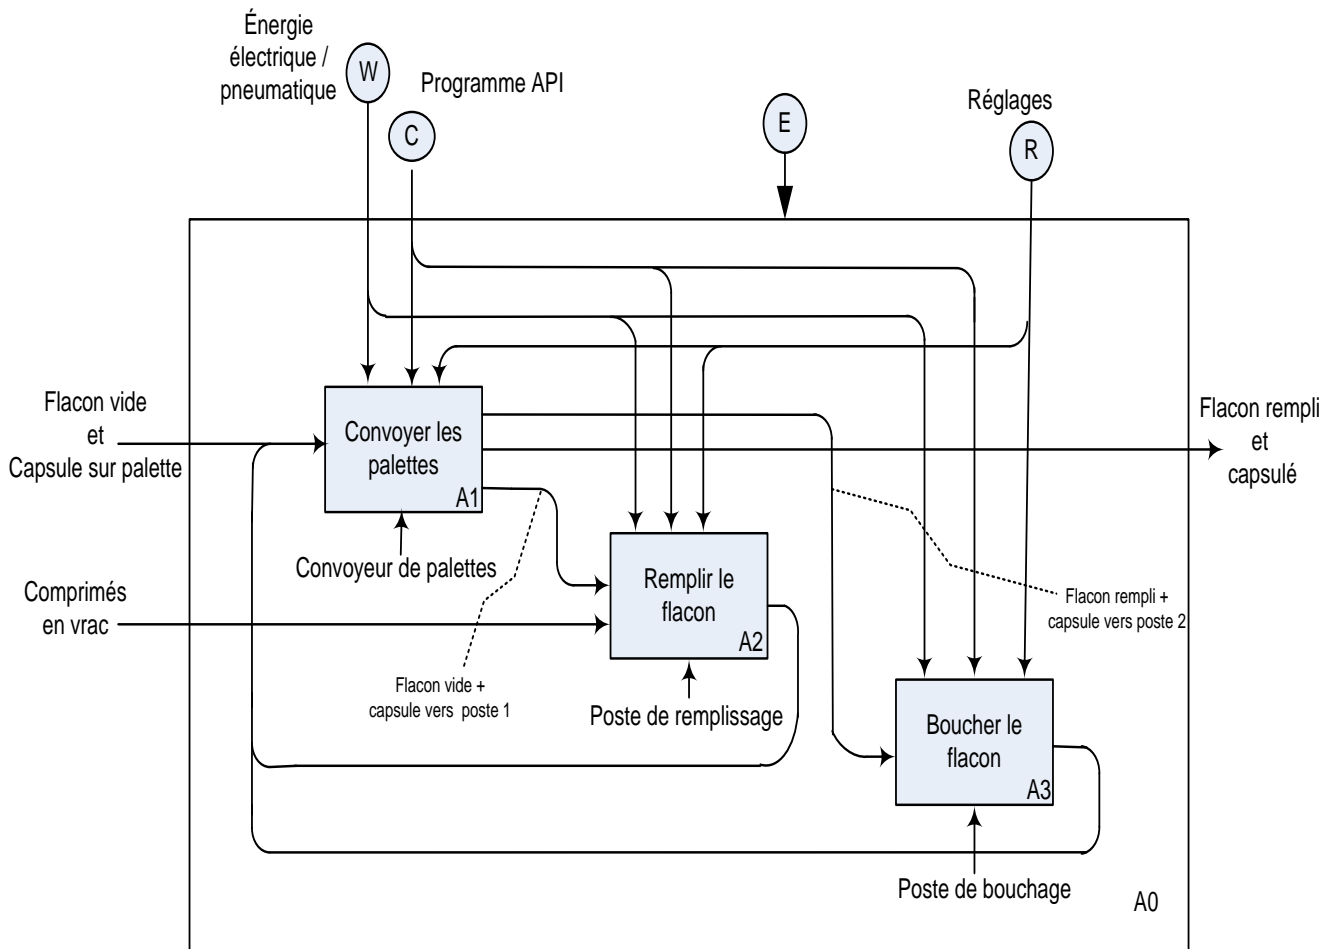 Énergie
électrique /
pneumatique
W
Programme API
C
E
Réglages
R
Flacon vide
et
Capsule sur palette
Convoyer les
palettes
A1
Flacon rempli
et
capsulé
Convoyeur de palettes
Comprimés
en vrac
Remplir le
flacon
A2
Flacon rempli +
capsule vers poste 2
Flacon vide +
capsule vers poste 1
Poste de remplissage
Boucher le
flacon
A3
Poste de bouchage
A0